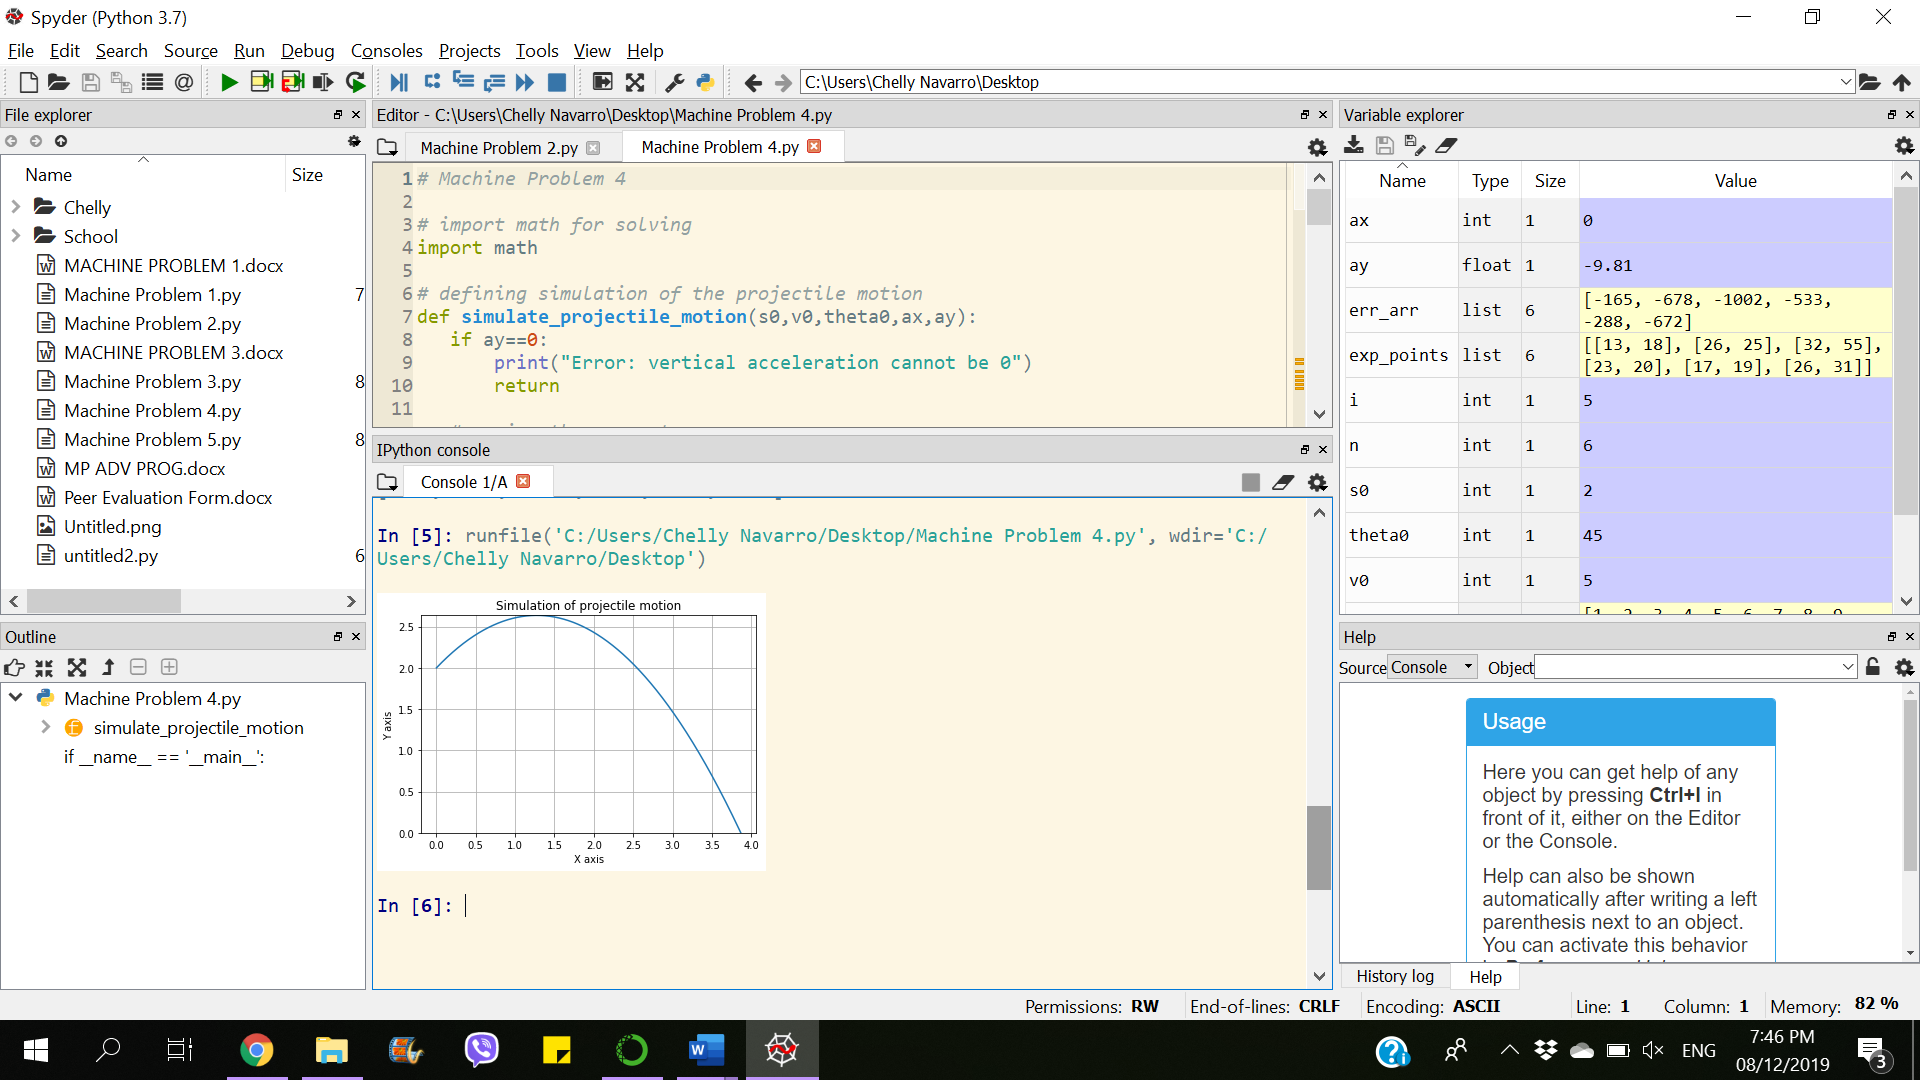 Spyder (Python 3.7)
File Edit Search Source Run Debug Consoles Projects Tools View Help
C:\Users\Chelly Navarro\Desktop
File explorer
Name Size
Chelly
School
MACHINE PROBLEM 1.docx
Machine Problem 1.py 7
Machine Problem 2.py
MACHINE PROBLEM 3.docx
Machine Problem 3.py 8
Machine Problem 4.py
Machine Problem 5.py 8
MP ADV PROG.docx
Peer Evaluation Form.docx
Untitled.png
untitled2.py 6
Outline
Machine Problem 4.py
simulate_projectile_motion
if __name__ == '__main__':
Editor - C:\Users\Chelly Navarro\Desktop\Machine Problem 4.py
Machine Problem 2.py Machine Problem 4.py
1 # Machine Problem 4
2
3 # import math for solving
4 import math
5
6 # defining simulation of the projectile motion
7 def simulate_projectile_motion(s0,v0,theta0,ax,ay):
8 if ay==0:
9 print("Error: vertical acceleration cannot be 0")
10 return
11
IPython console
Console 1/A
In [5]: runfile('C:/Users/Chelly Navarro/Desktop/Machine Problem 4.py', wdir='C:/
Users/Chelly Navarro/Desktop')
Simulation of projectile motion
2.5
2.0
1.5
1.0
0.5
0.0
Y axis
0.0 0.5 1.0 1.5 2.0 2.5 3.0 3.5 4.0
X axis
In [6]:
Variable explorer
Name Type Size Value
ax int 1 0
ay float 1 -9.81
err_arr list 6 [-165, -678, -1002, -533,
-288, -672]
exp_points list 6 [[13, 18], [26, 25], [32, 55],
[23, 20], [17, 19], [26, 31]]
i int 1 5
n int 1 6
s0 int 1 2
theta0 int 1 45
v0 int 1 5
Help
Source Console Object
Usage
Here you can get help of any
object by pressing Ctrl+I in
front of it, either on the Editor
or the Console.
Help can also be shown
automatically after writing a left
parenthesis next to an object.
You can activate this behavior
History log Help
Permissions: RW End-of-lines: CRLF Encoding: ASCII Line: 1 Column: 1 Memory: 82 %
ENG
7:46 PM
08/12/2019
3